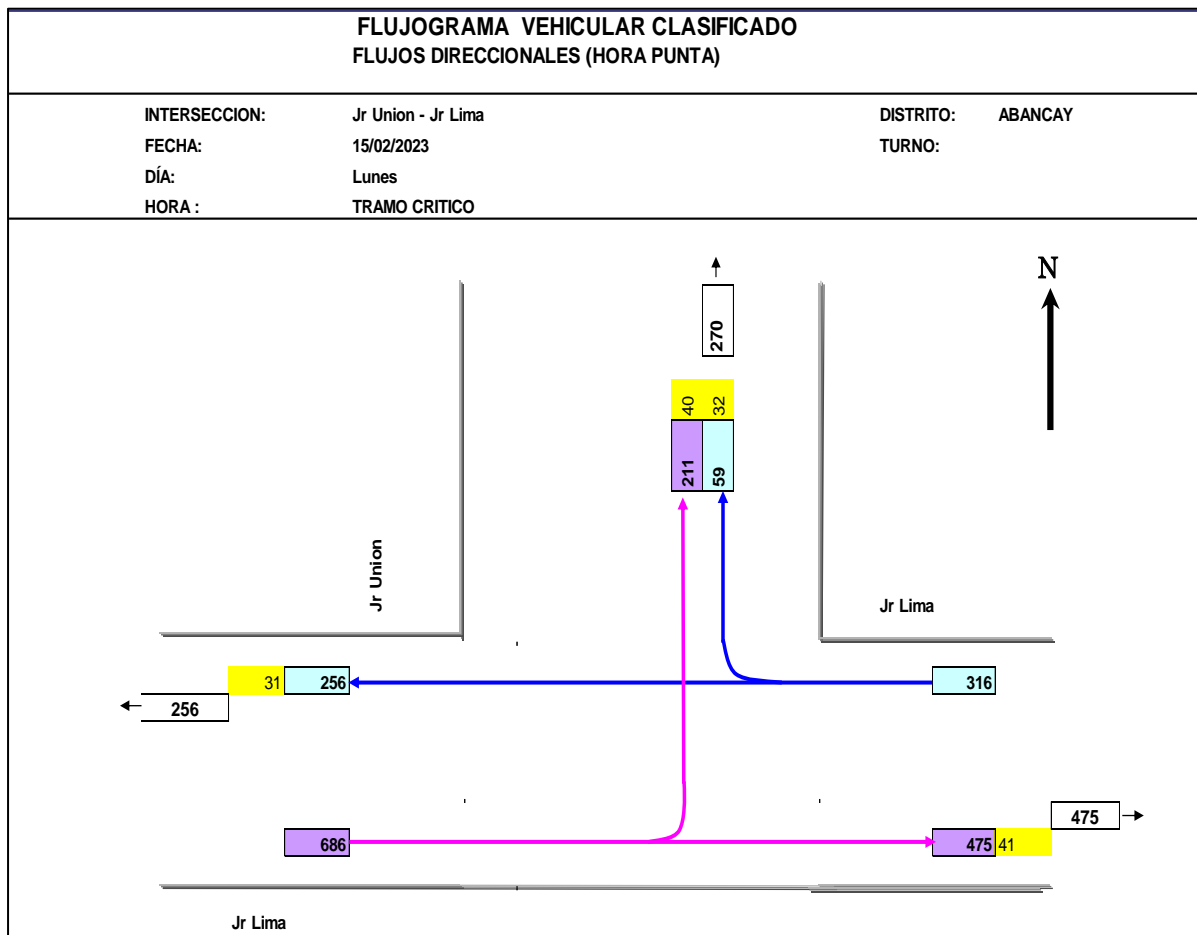 FLUJOGRAMA VEHICULAR CLASIFICADO
FLUJOS DIRECCIONALES (HORA PUNTA)
INTERSECCION: Jr Union - Jr Lima DISTRITO: ABANCAY
FECHA: 15/02/2023 TURNO:
DÍA: Lunes
HORA : TRAMO CRITICO
N
270
40 32
211 59
Jr Union
Jr Lima
31 256 316
256
475
686 475 41
Jr Lima